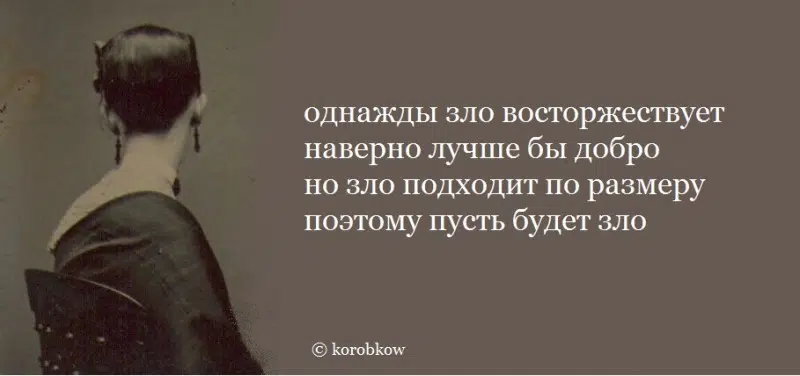 однажды зло восторжествует
наверно лучше бы добро
но зло подходит по размеру
поэтому пусть будет зло
© korobkow